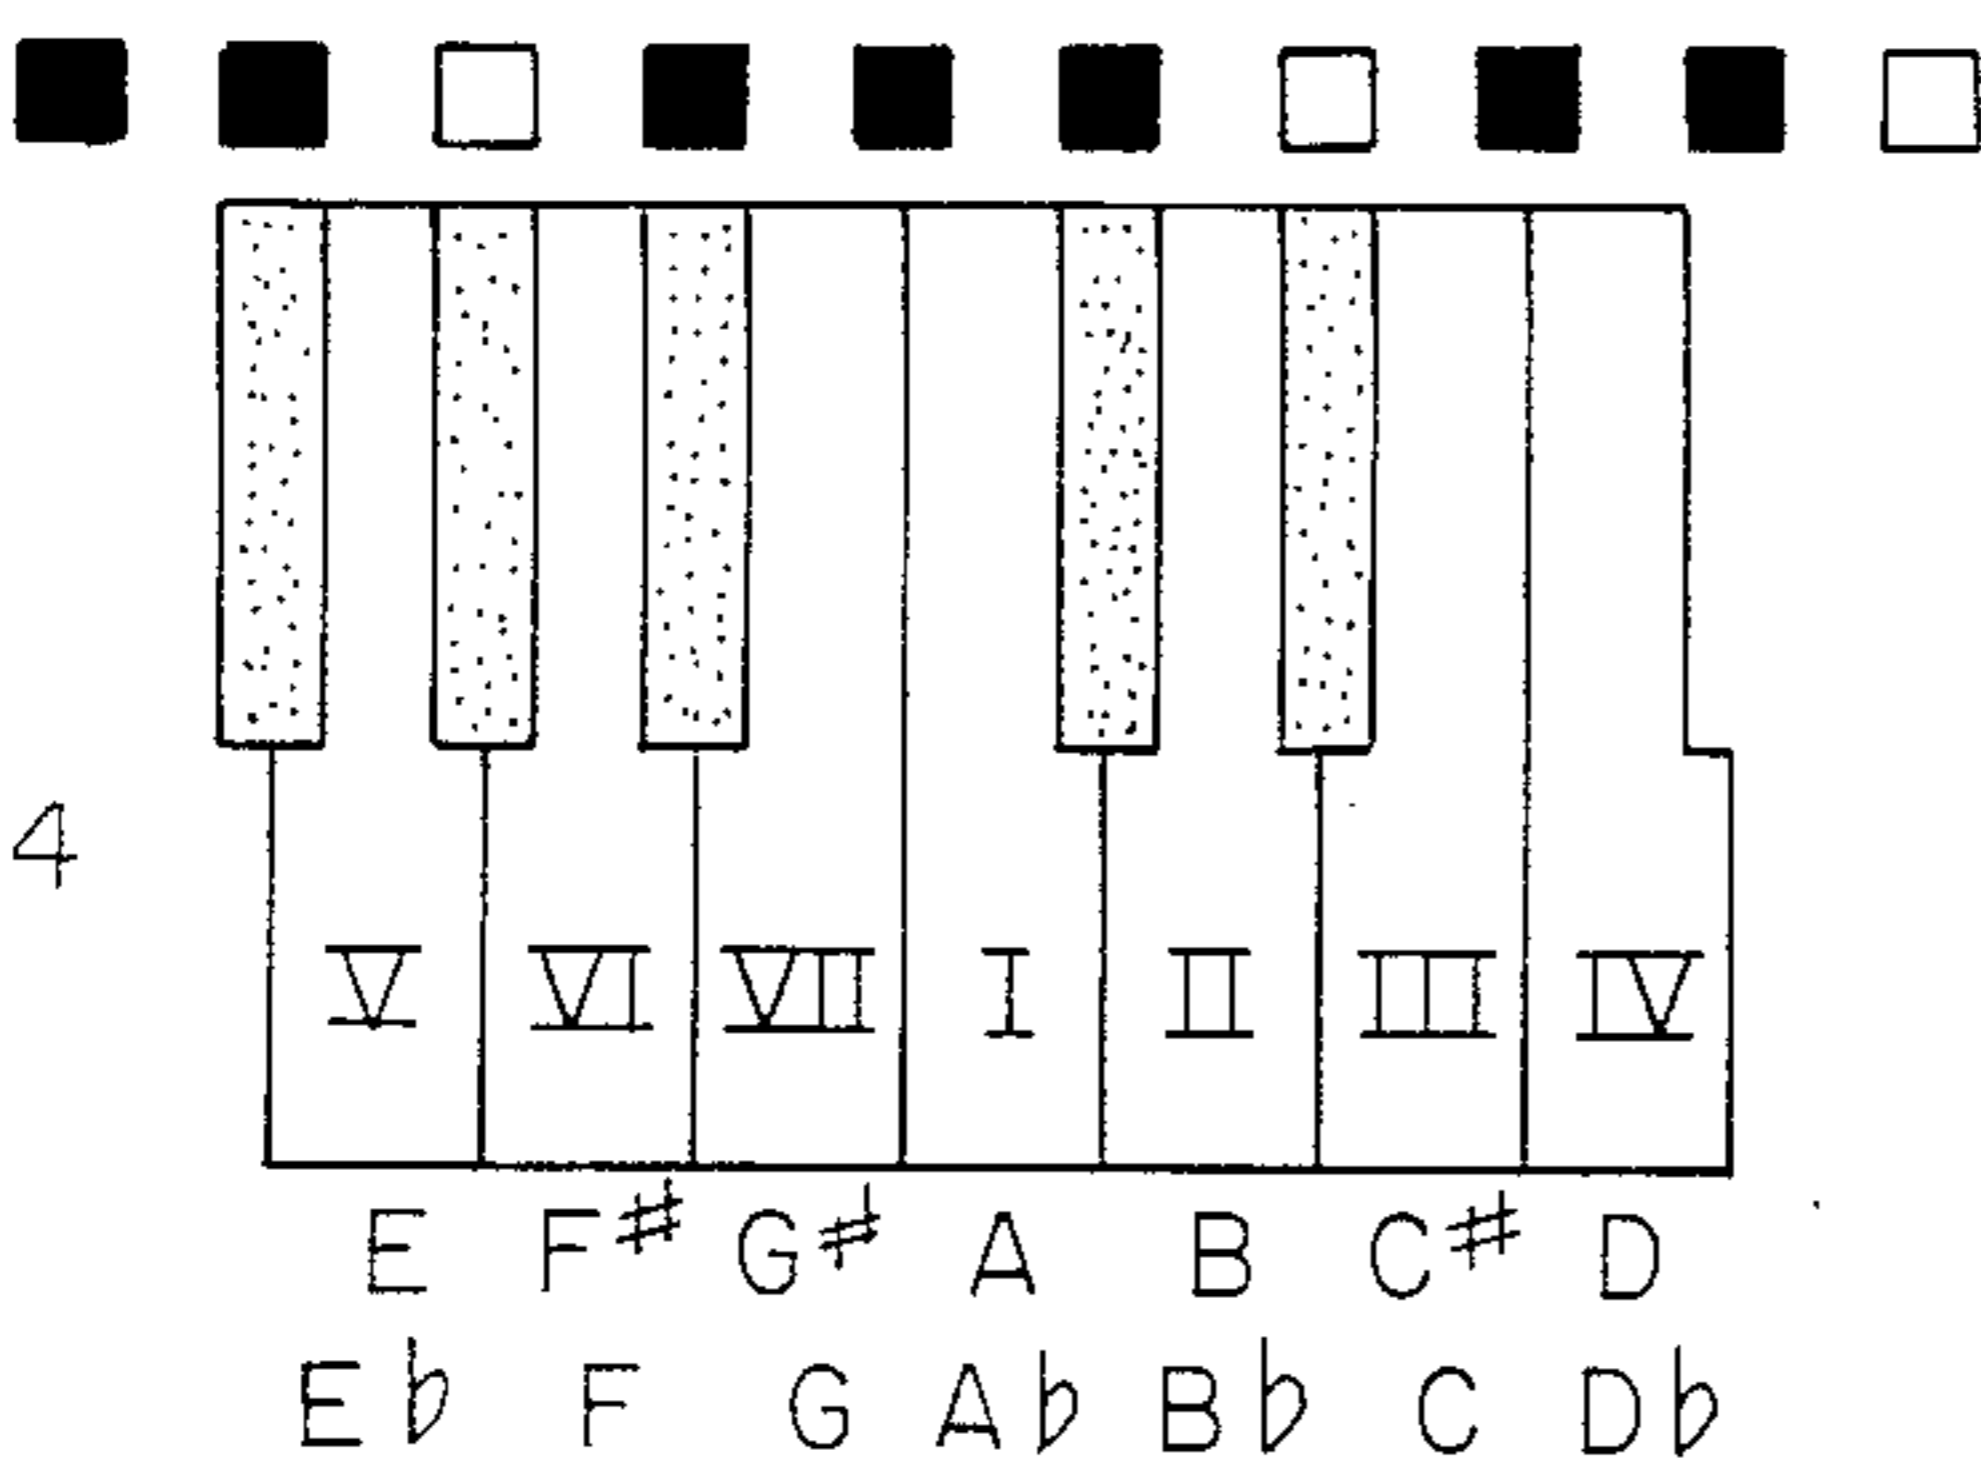 4
V VI VII I II III IV
E F# G# A B C# D
E♭ F G A♭ B♭ C D♭